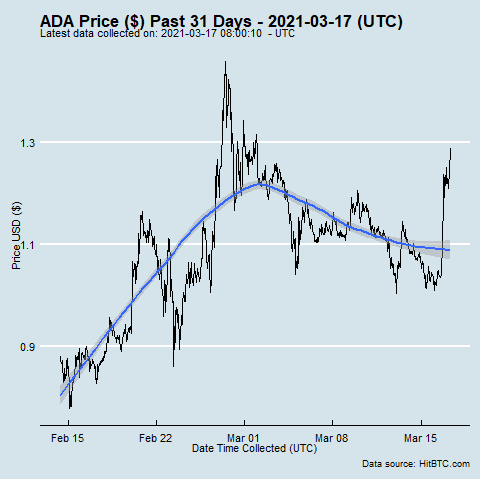 ADA Price ($) Past 31 Days - 2021-03-17 (UTC)
Latest data collected on: 2021-03-17 08:00:10 - UTC
Price USD ($)
1.3
1.1
0.9
Feb 15 Feb 22 Mar 01 Mar 08 Mar 15
Date Time Collected (UTC)
Data source: HitBTC.com